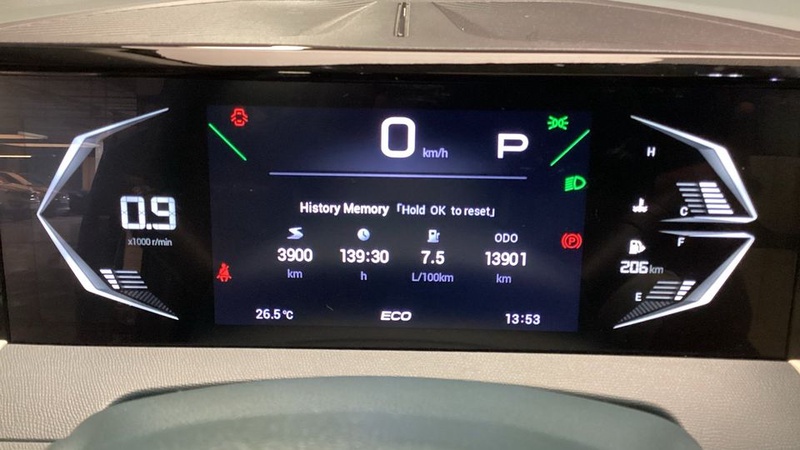 0 km/h P
H
0.9
x1000 r/min
History Memory「Hold OK to reset」
C
ODO
F
3900 139:30 7.5 13901
206km
km h L/100km km
E
26.5℃ ECO 13:53